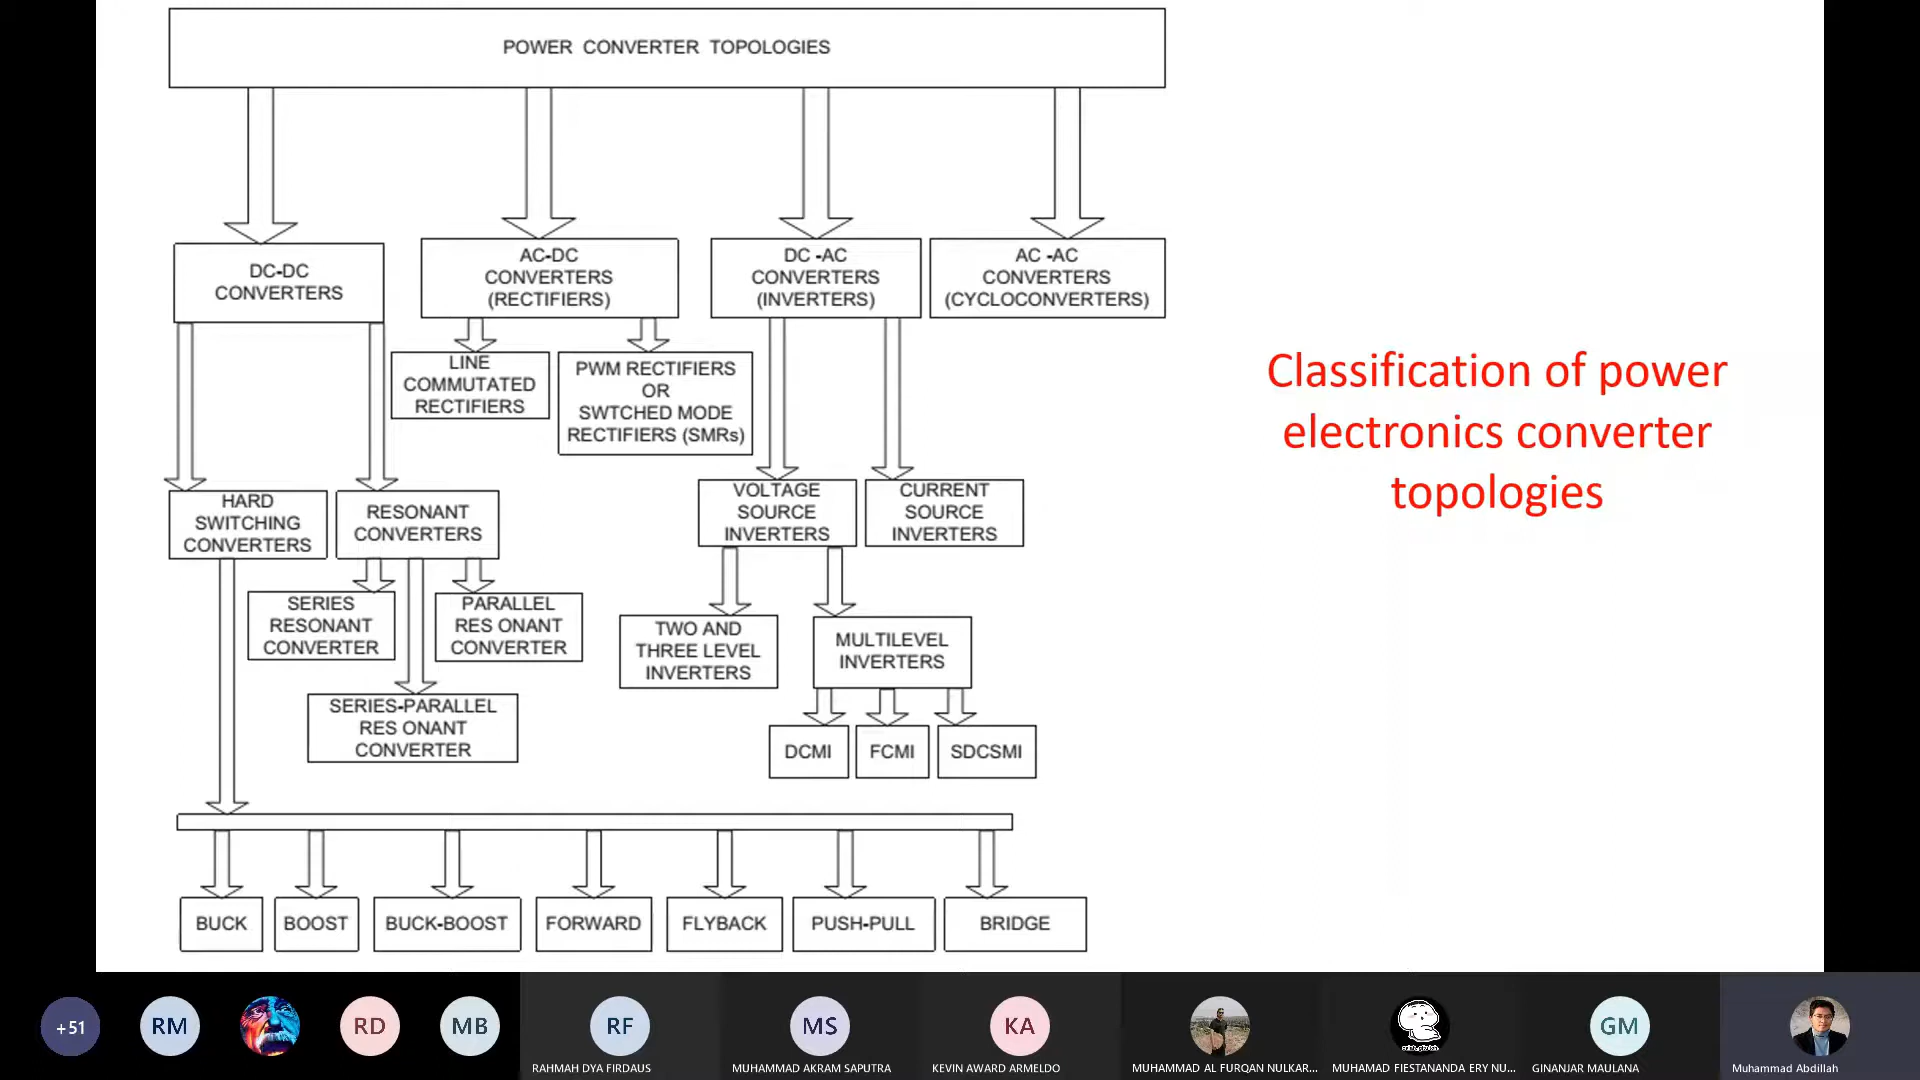 POWER CONVERTER TOPOLOGIES
DC-DC
CONVERTERS
AC-DC
CONVERTERS
(RECTIFIERS)
DC -AC
CONVERTERS
(INVERTERS)
AC -AC
CONVERTERS
(CYCLOCONVERTERS)
LINE
COMMUTATED
RECTIFIERS
PWM RECTIFIERS
OR
SWTCHED MODE
RECTIFIERS (SMRs)
Classification of power
electronics converter
topologies
HARD
SWITCHING
CONVERTERS
RESONANT
CONVERTERS
VOLTAGE
SOURCE
INVERTERS
CURRENT
SOURCE
INVERTERS
SERIES
RESONANT
CONVERTER
PARALLEL
RES ONANT
CONVERTER
TWO AND
THREE LEVEL
INVERTERS
MULTILEVEL
INVERTERS
SERIES-PARALLEL
RES ONANT
CONVERTER
DCMI
FCMI
SDCSMI
BUCK
BOOST
BUCK-BOOST
FORWARD
FLYBACK
PUSH-PULL
BRIDGE
+51
RM
RD
MB
RF
RAHMAH DYA FIRDAUS
MS
MUHAMMAD AKRAM SAPUTRA
KA
KEVIN AWARD ARMELDO
MUHAMMAD AL FURQAN NULKAR...
MUHAMAD FIESTANANDA ERY NU...
GM
GINANJAR MAULANA
Muhammad Abdillah